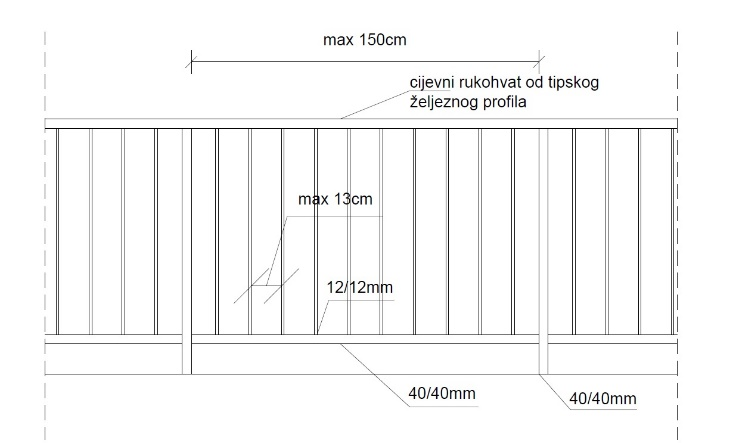 max 150cm
cijevni rukohvat od tipskog
željeznog profila
max 13cm
12/12mm
40/40mm
40/40mm